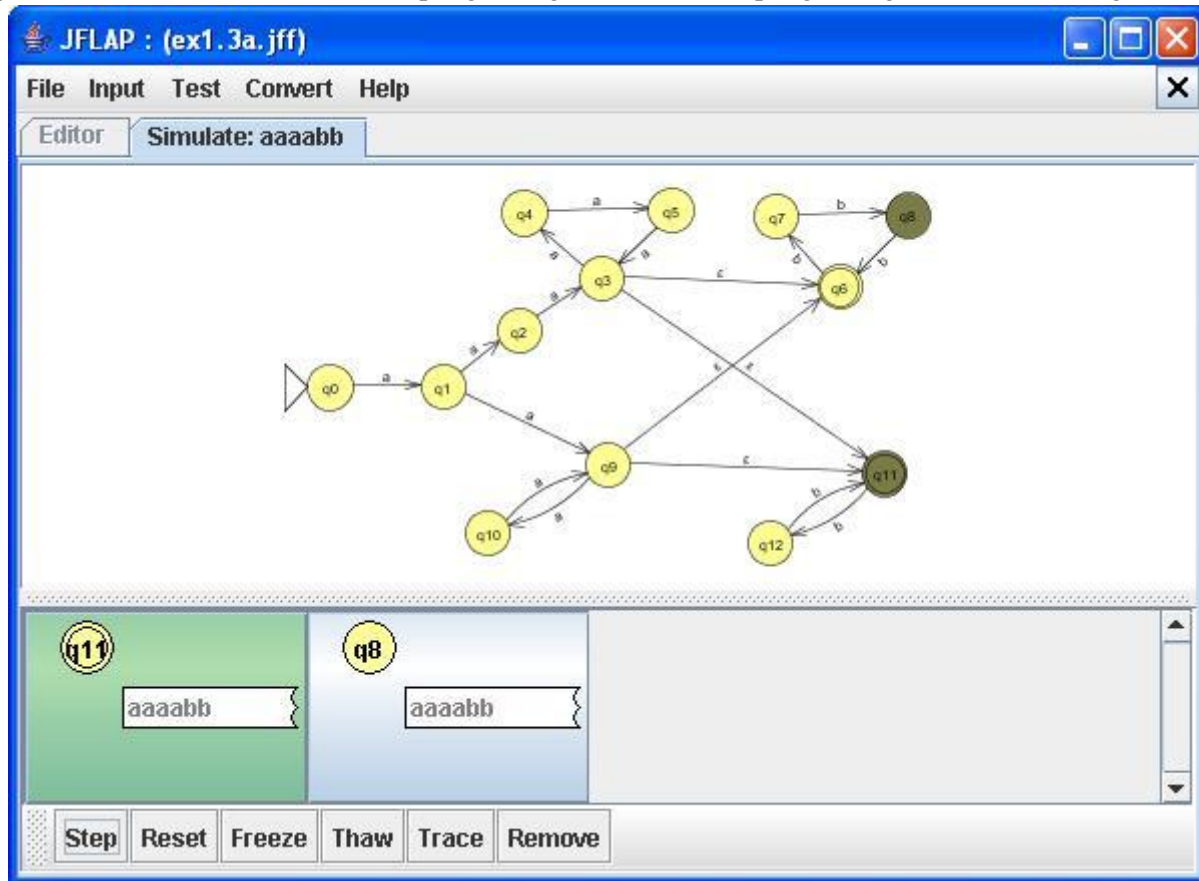 JFLAP : (ex1.3a.jff)
File Input Test Convert Help
Editor Simulate: aaaabb
q4 a q5 q7 b q8
a a b b
q3 ε q6
a
q2
a ε ε
q0 a q1
a
q9 ε q11
a a b b
q10 q12
q11 q8
aaaabb aaaabb
Step Reset Freeze Thaw Trace Remove